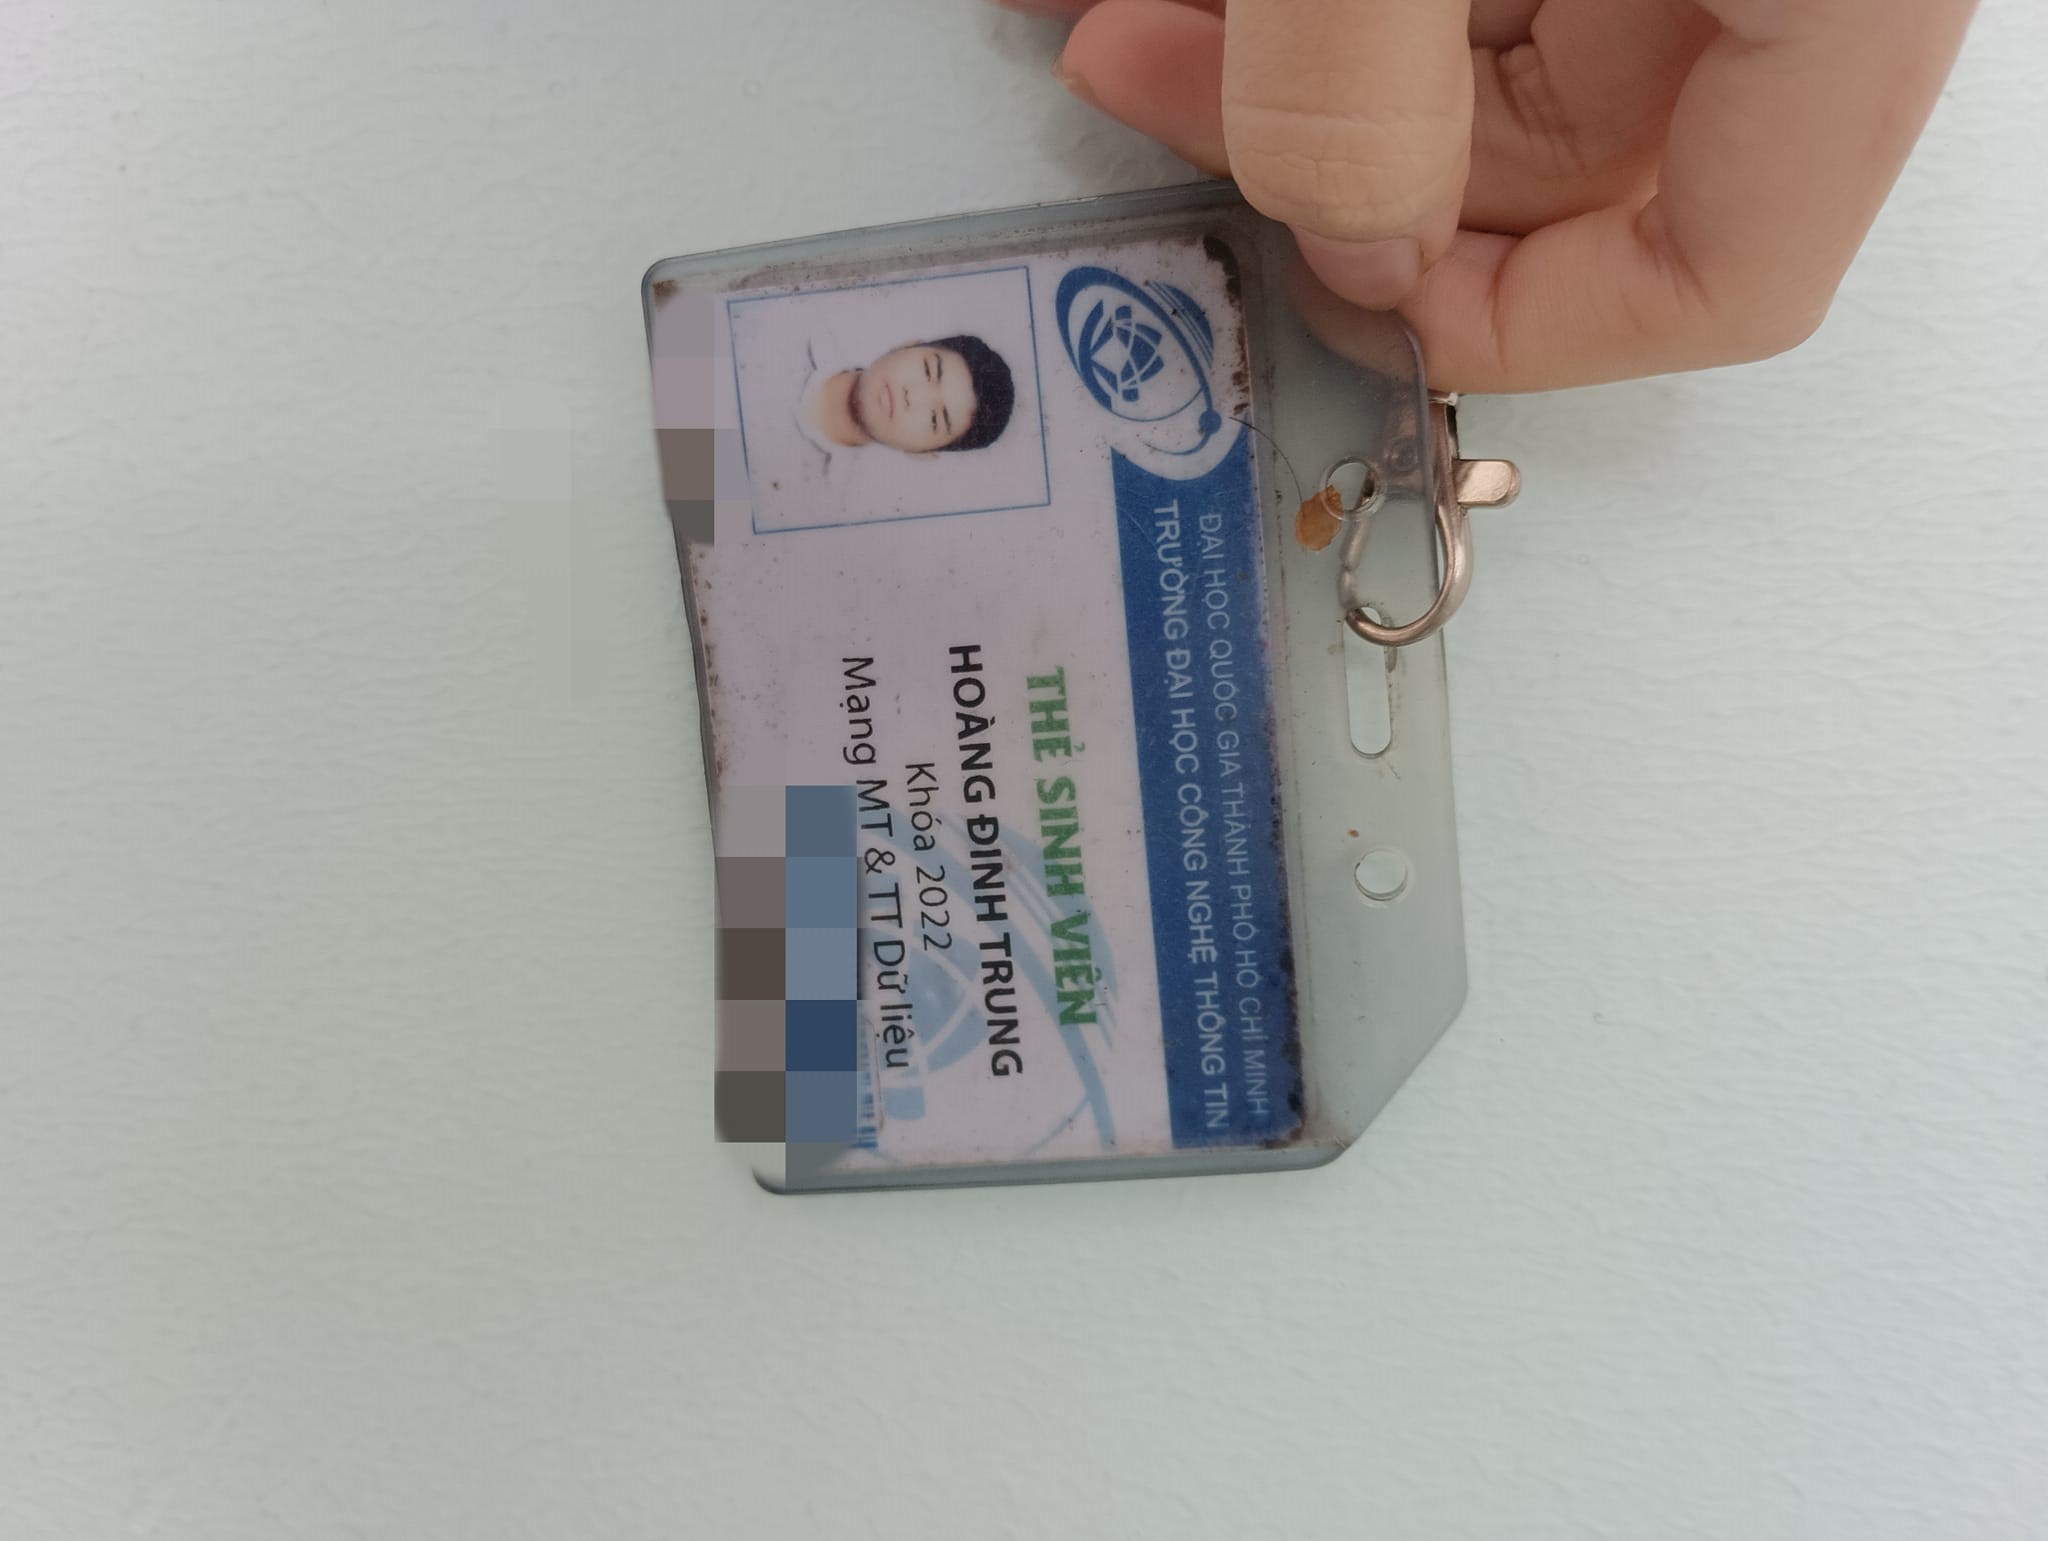 ĐẠI HỌC QUỐC GIA THÀNH PHỐ HỒ CHÍ MINH
TRƯỜNG ĐẠI HỌC CÔNG NGHỆ THÔNG TIN
THẺ SINH VIÊN
HOÀNG ĐINH TRUNG
Khóa 2022
Mạng MT & TT Dữ liệu